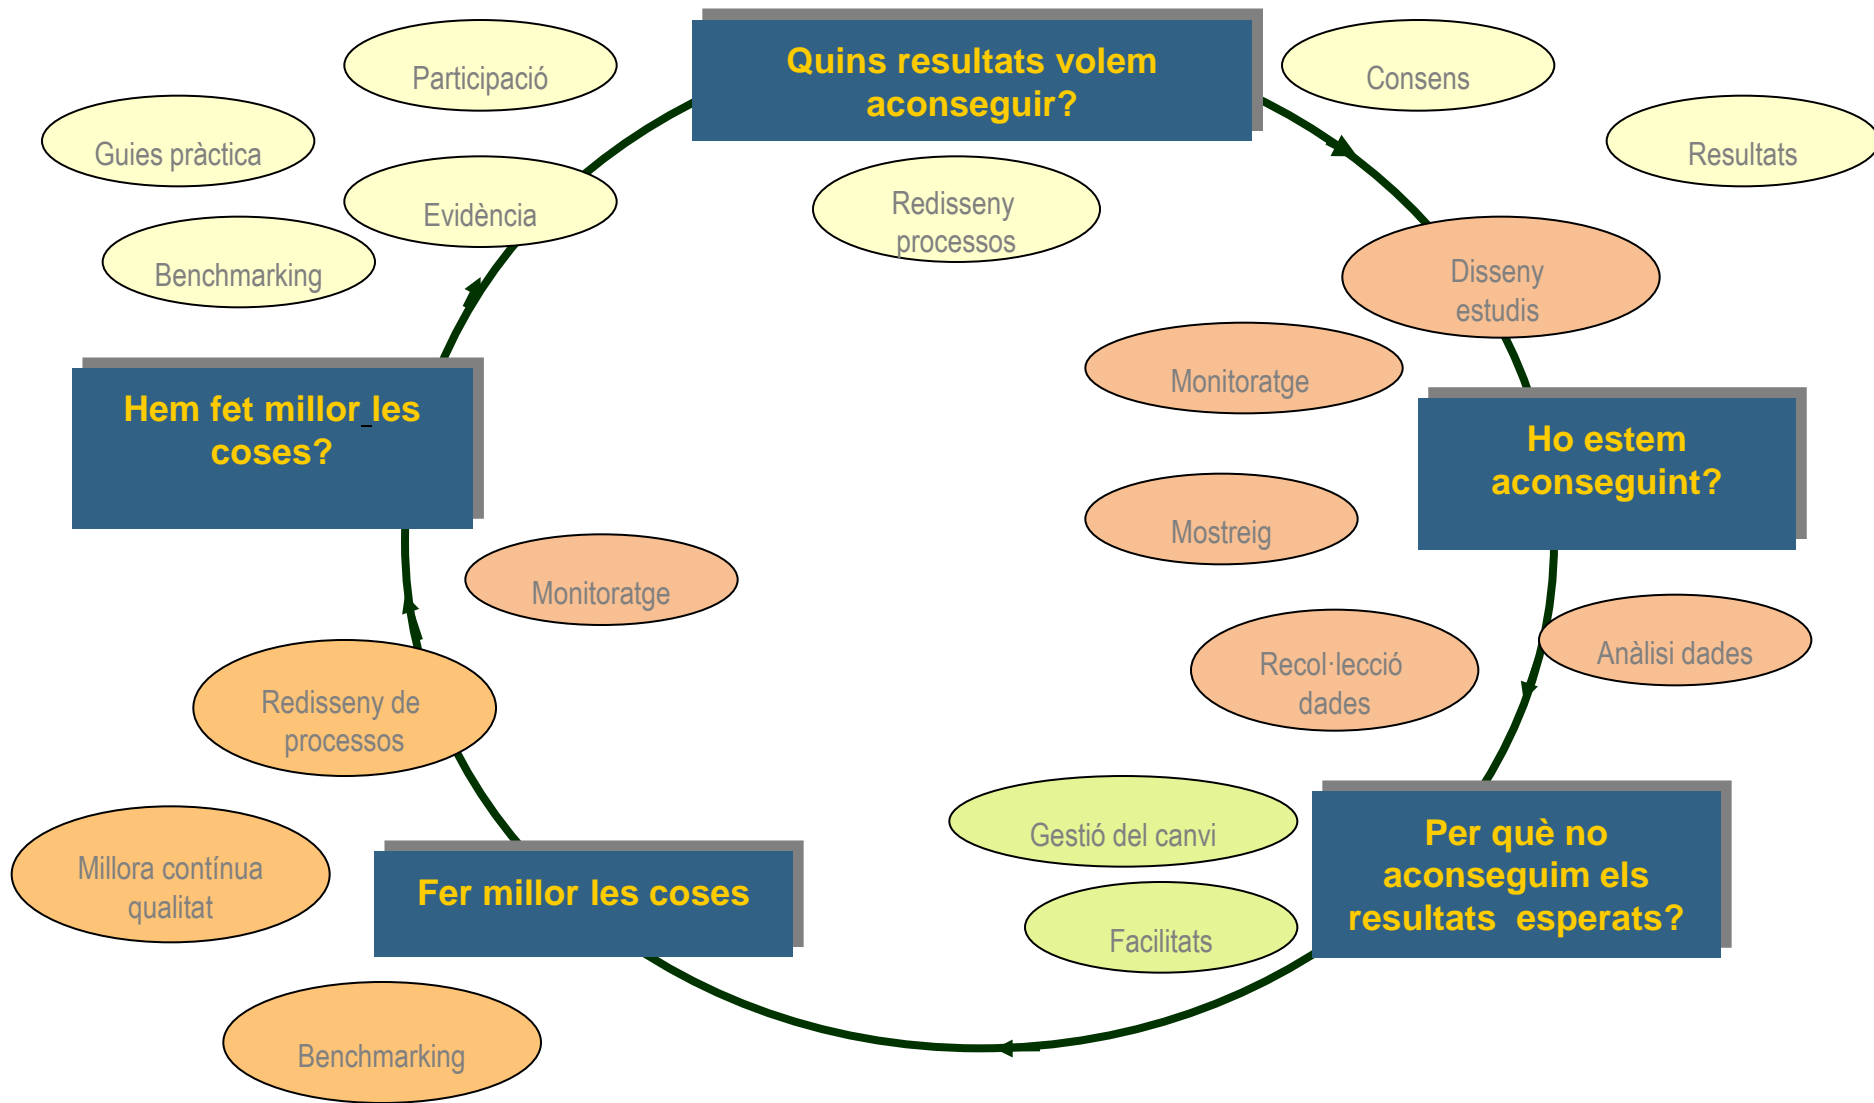 Quins resultats volem
aconseguir?
Participació
Consens
Guies pràctica
Resultats
Evidència
Redisseny
processos
Benchmarking
Disseny
estudis
Monitoratge
Hem fet millor les
coses?
Ho estem
aconseguint?
Mostreig
Monitoratge
Recol·lecció
dades
Anàlisi dades
Redisseny de
processos
Gestió del canvi
Per què no
aconseguim els
resultats  esperats?
Millora contínua
qualitat
Fer millor les coses
Facilitats
Benchmarking